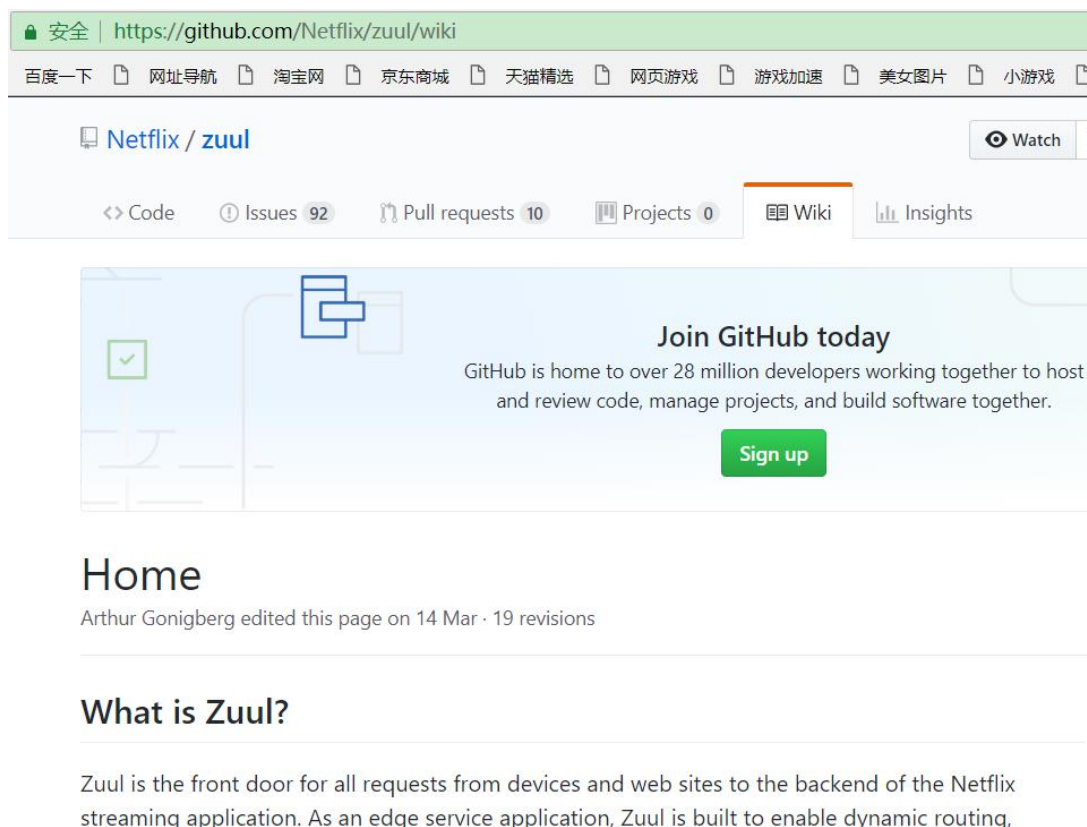 安全 | https://github.com/Netflix/zuul/wiki
百度一下 网址导航 淘宝网 京东商城 天猫精选 网页游戏 游戏加速 美女图片 小游戏
Netflix / zuul
Watch
Code Issues 92 Pull requests 10 Projects 0 Wiki Insights
Join GitHub today
GitHub is home to over 28 million developers working together to host
and review code, manage projects, and build software together.
Sign up
Home
Arthur Gonigberg edited this page on 14 Mar · 19 revisions
What is Zuul?
Zuul is the front door for all requests from devices and web sites to the backend of the Netflix
streaming application. As an edge service application, Zuul is built to enable dynamic routing,